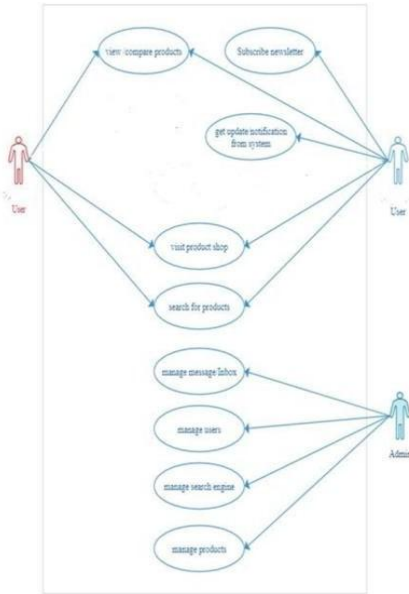 view /compare products
Subscribe newsletter
get update notification
from system
User
User
visit product shop
search for products
manage message Inbox
manage users
Admin
manage search engine
manage products